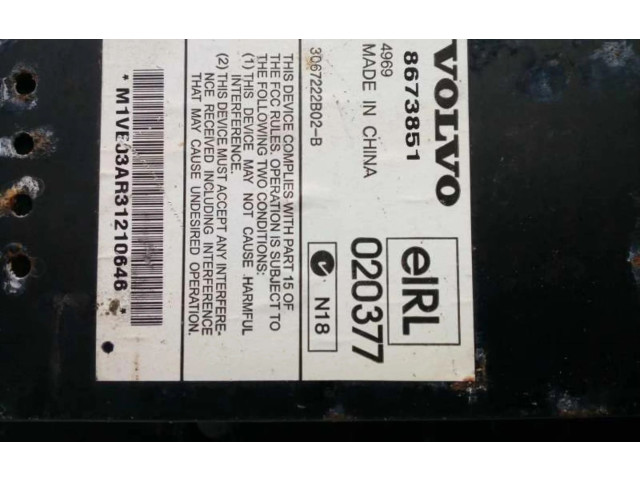 VOLVO
8673851
4969
MADE IN CHINA
eIRL
020377
3067222B02-B
N18
THIS DEVICE COMPLIES WITH PART 15 OF
THE FCC RULES, OPERATION IS SUBJECT TO
THE FOLLOWING TWO CONDITIONS:
(1) THIS DEVICE MAY NOT CAUSE HARMFUL
INTERFERENCE.
(2) THIS DEVICE MUST ACCEPT ANY INTERFERE-
NCE RECEIVED INCLUDING INTERFERENCE
THAT MAY CAUSE UNDESIRED OPERATION.
* M1VE03AR31210646 *